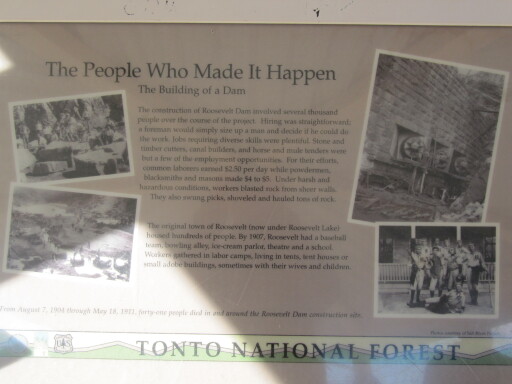 The People Who Made It Happen
The Building of a Dam
The construction of Roosevelt Dam involved several thousand
people over the course of the project. Hiring was straightforward;
a foreman would simply size up a man and decide if he could do
the work. Jobs requiring diverse skills were plentiful. Stone and
timber cutters, canal builders, and horse and mule tenders were
but a few of the employment opportunities. For their efforts,
common laborers earned $2.50 per day while powdermen,
blacksmiths and masons made $4 to $5. Under harsh and
hazardous conditions, workers blasted rock from sheer walls.
They also swung picks, shoveled and hauled tons of rock.
The original town of Roosevelt (now under Roosevelt Lake)
housed hundreds of people. By 1907, Roosevelt had a baseball
team, bowling alley, ice-cream parlor, theatre and a school.
Workers gathered in labor camps, living in tents, tent houses or
small adobe buildings, sometimes with their wives and children.
From August 7, through May 18, 1911, forty-one people died in and around the Roosevelt Dam construction site.
TONTO NATIONAL FOREST